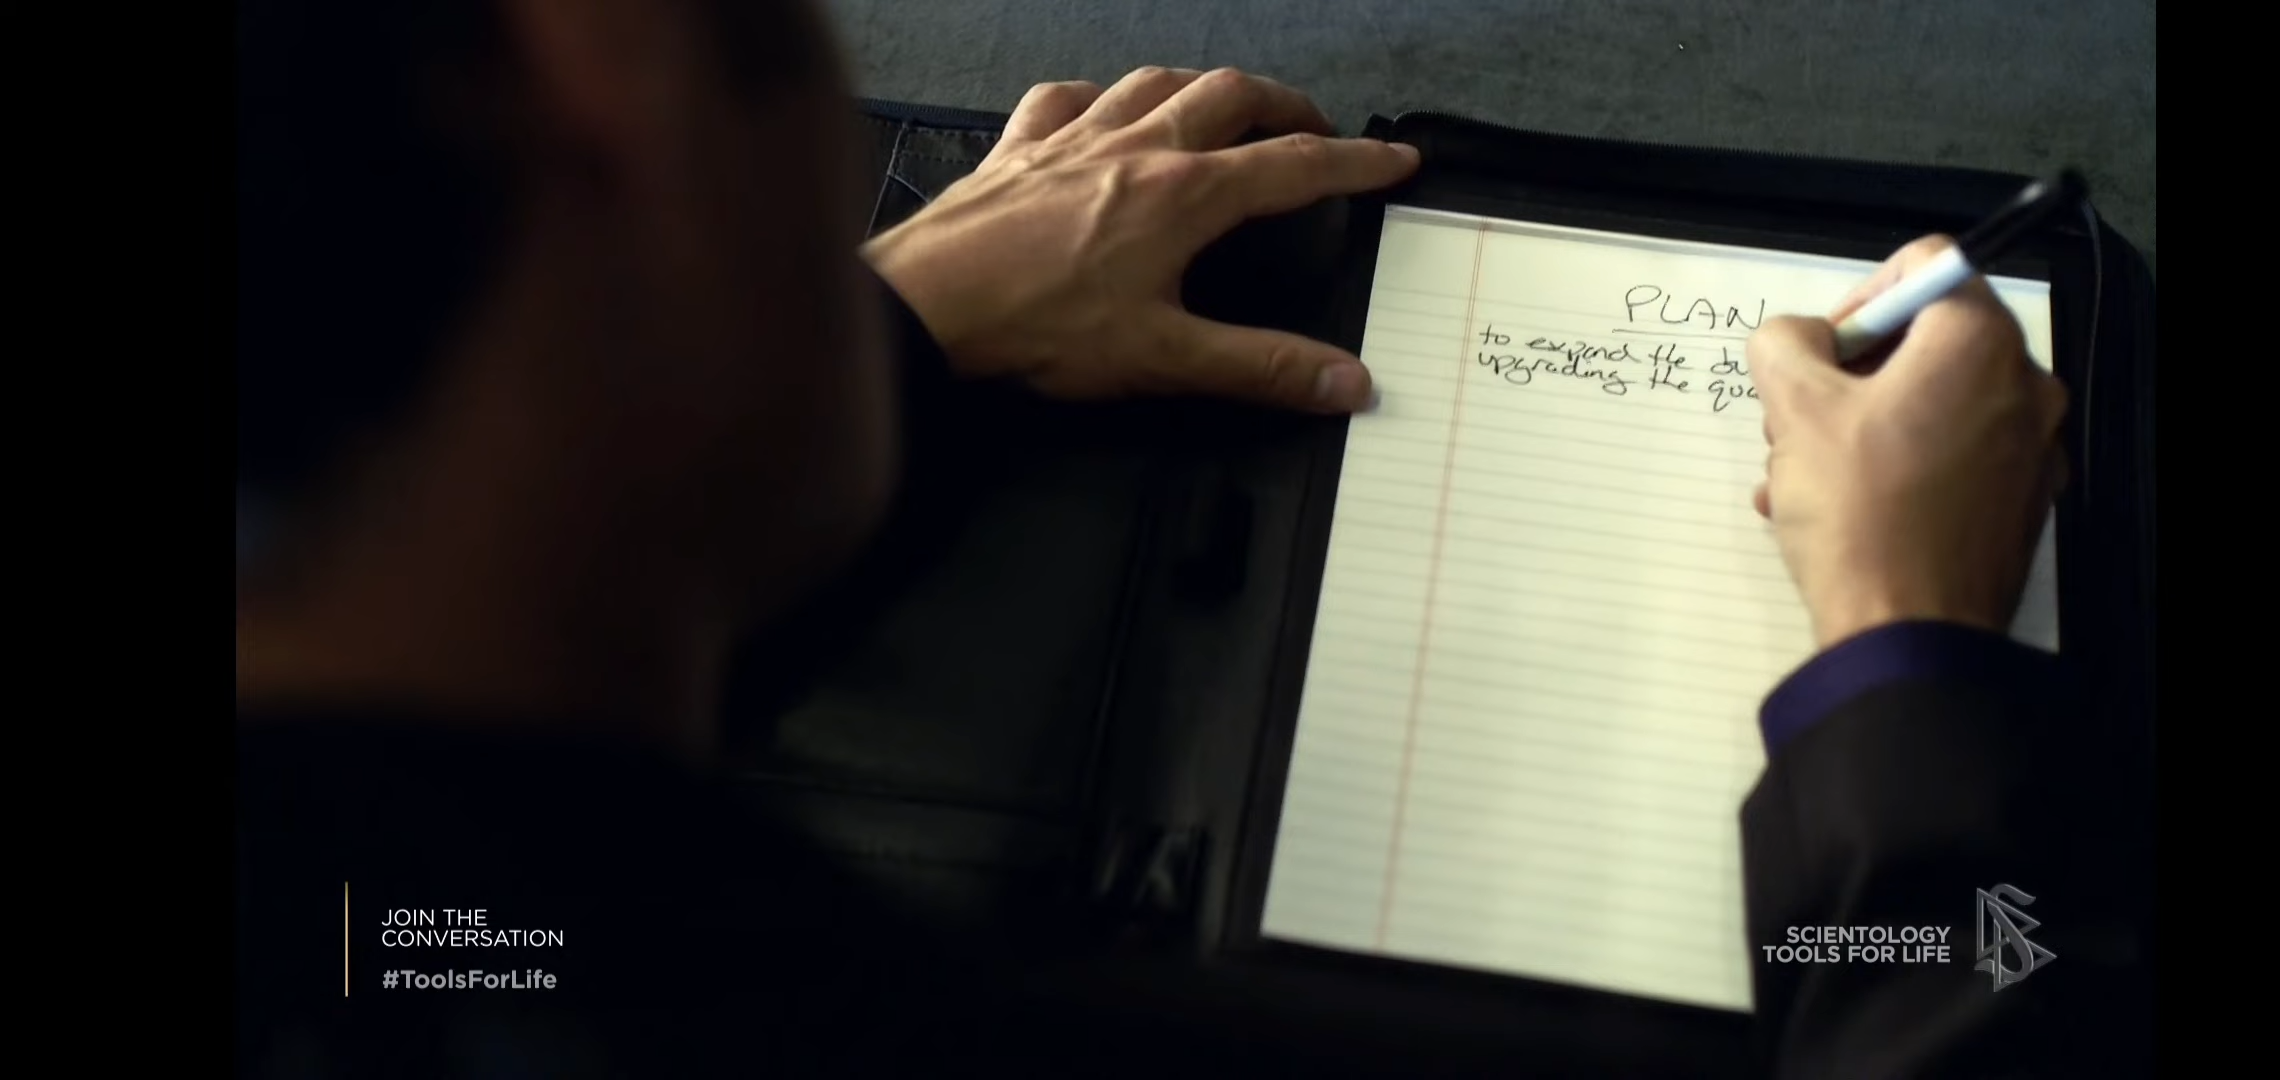 PLAN
to expand the
upgrading the
JOIN THE
CONVERSATION
#ToolsForLife
SCIENTOLOGY
TOOLS FOR LIFE